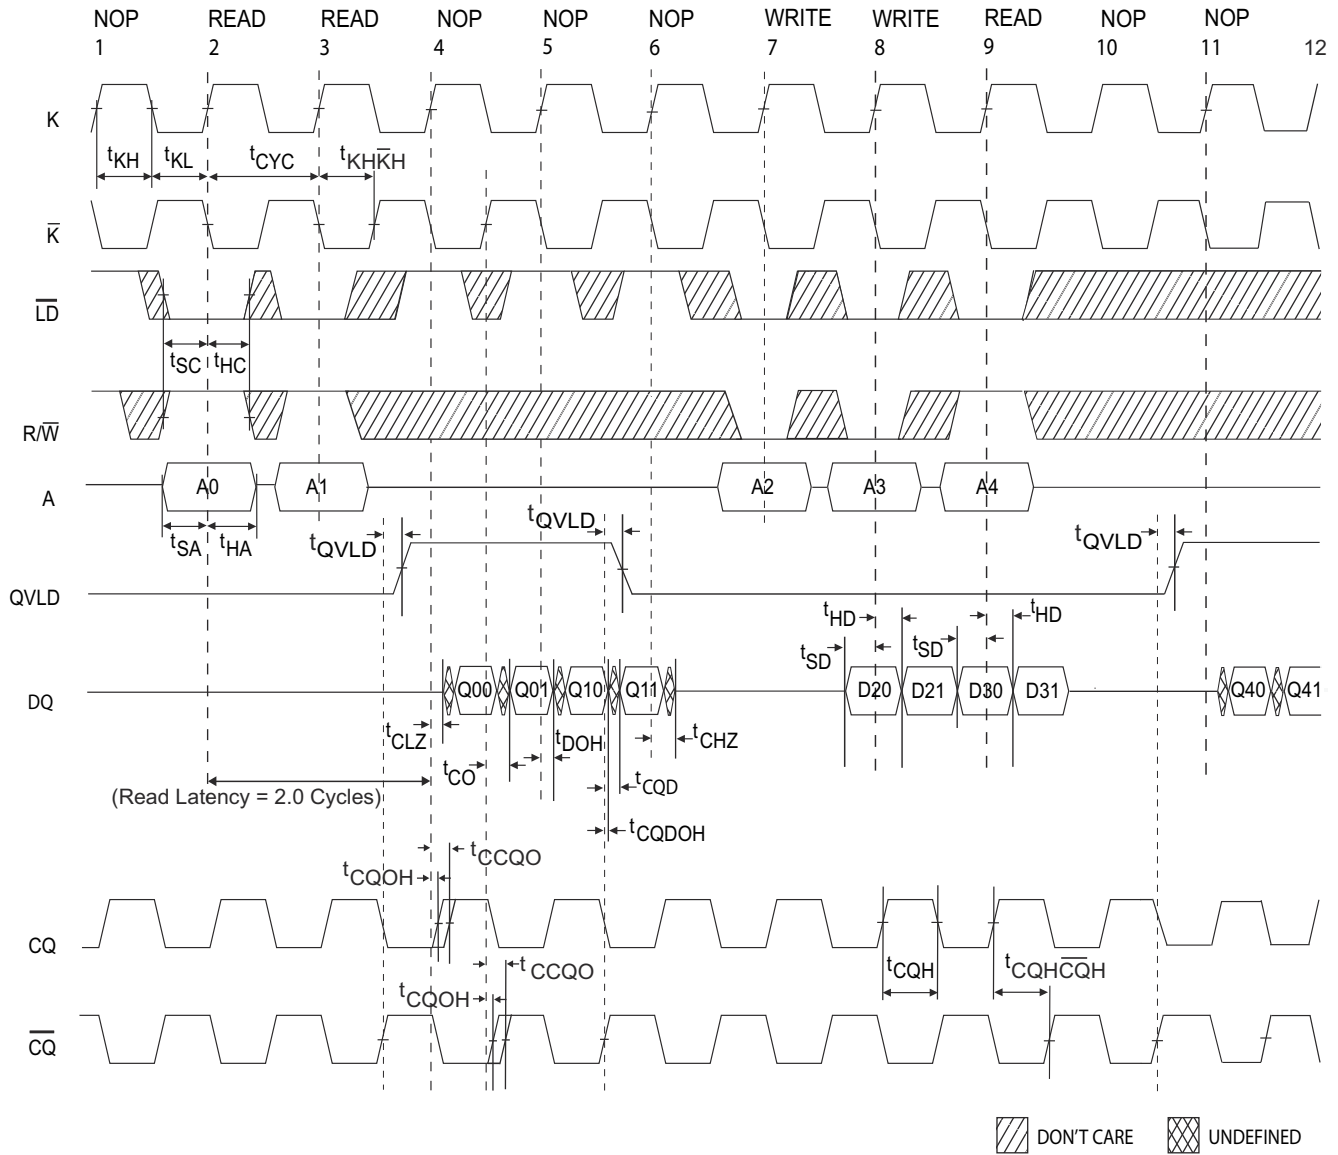 NOP READ READ NOP NOP NOP WRITE WRITE READ NOP NOP
1 2 3 4 5 6 7 8 9 10 11 12
K
tKH tKL tCYC tKHK̅H
K̅
L̅D̅
tSC tHC
R/W̅
A A0 A1 A2 A3 A4
tSA tHA tQVLD tQVLD tQVLD
QVLD
tHD tHD
tSD tSD
DQ Q00 Q01 Q10 Q11 D20 D21 D30 D31 Q40 Q41
tCLZ tDOH tCHZ
tCO tCQD
(Read Latency = 2.0 Cycles)
tCQDOH
tCCQO
tCQOH
CQ
tCCQO tCQH tCQHC̅Q̅H
tCQOH
C̅Q̅
DON'T CARE UNDEFINED